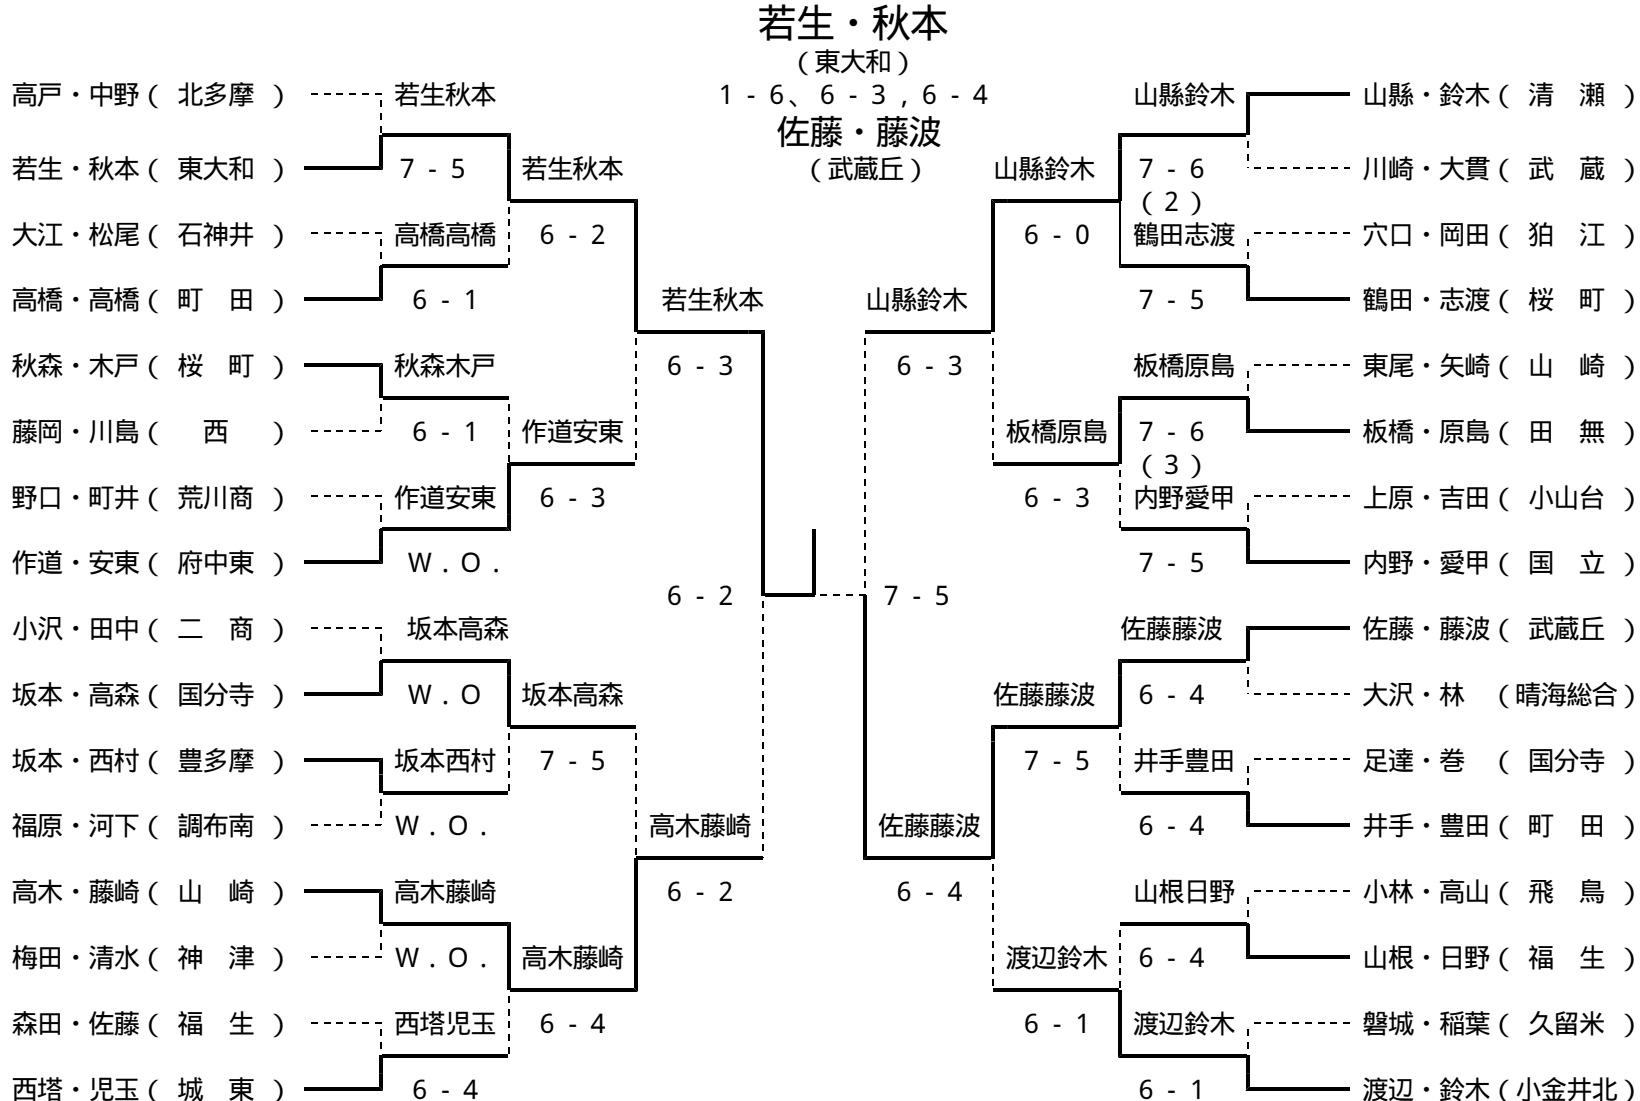 若生・秋本
(東大和)
高戸・中野( 北多摩 ) 若生秋本 1-6、6-3,6-4 山縣鈴木 山縣・鈴木( 清 瀬 )
佐藤・藤波
若生・秋本( 東大和 ) 7-5 若生秋本 (武蔵丘) 山縣鈴木 7-6 川崎・大貫( 武 蔵 )
(2)
大江・松尾( 石神井 ) 高橋高橋 6-2 6-0 鶴田志渡 穴口・岡田( 狛 江 )
高橋・高橋( 町 田 ) 6-1 若生秋本 山縣鈴木 7-5 鶴田・志渡( 桜 町 )
秋森・木戸( 桜 町 ) 秋森木戸 6-3 6-3 板橋原島 東尾・矢崎( 山 崎 )
藤岡・川島( 西 ) 6-1 作道安東 板橋原島 7-6 板橋・原島( 田 無 )
(3)
野口・町井( 荒川商 ) 作道安東 6-3 6-3 内野愛甲 上原・吉田( 小山台 )
作道・安東( 府中東 ) W.O. 7-5 内野・愛甲( 国 立 )
6-2 7-5
小沢・田中( 二 商 ) 坂本高森 佐藤藤波 佐藤・藤波( 武蔵丘 )
坂本・高森( 国分寺 ) W.O 坂本高森 佐藤藤波 6-4 大沢・林 (晴海総合)
坂本・西村( 豊多摩 ) 坂本西村 7-5 7-5 井手豊田 足達・巻 ( 国分寺 )
福原・河下( 調布南 ) W.O. 高木藤崎 佐藤藤波 6-4 井手・豊田( 町 田 )
高木・藤崎( 山 崎 ) 高木藤崎 6-2 6-4 山根日野 小林・高山( 飛 鳥 )
梅田・清水( 神 津 ) W.O. 高木藤崎 渡辺鈴木 6-4 山根・日野( 福 生 )
森田・佐藤( 福 生 ) 西塔児玉 6-4 6-1 渡辺鈴木 磐城・稲葉( 久留米 )
西塔・児玉( 城 東 ) 6-4 6-1 渡辺・鈴木(小金井北)